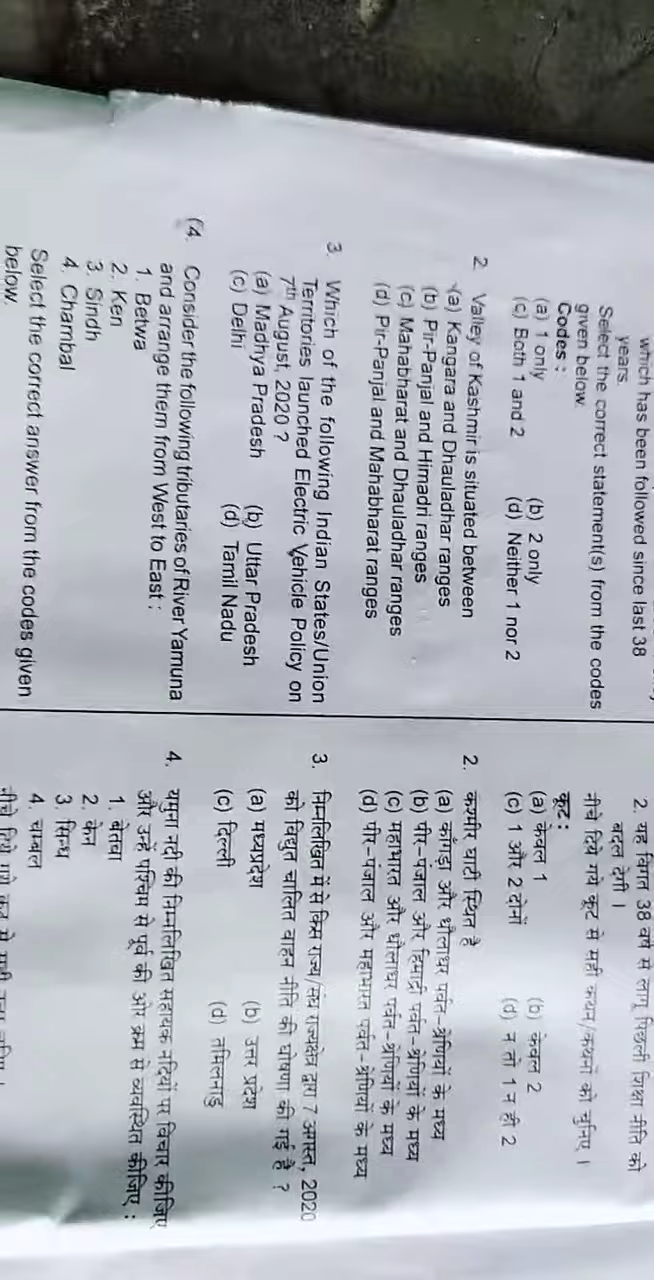 which has been followed since last 38
years.
Select the correct statement(s) from the codes
given below.
Codes :
(a) 1 only (b) 2 only
(c) Both 1 and 2 (d) Neither 1 nor 2
2. Valley of Kashmir is situated between
(a) Kangara and Dhauladhar ranges
(b) Pir-Panjal and Himadri ranges
(c) Mahabharat and Dhauladhar ranges
(d) Pir-Panjal and Mahabharat ranges
3. Which of the following Indian States/Union
Territories launched Electric Vehicle Policy on
7th August, 2020 ?
(a) Madhya Pradesh (b) Uttar Pradesh
(c) Delhi (d) Tamil Nadu
(4. Consider the following tributaries of River Yamuna
and arrange them from West to East :
1. Betwa
2. Ken
3. Sindh
4. Chambal
Select the correct answer from the codes given
below.
2. यह विगत 38 वर्ष से लागू पिछली शिक्षा नीति को
बदल देगी ।
नीचे दिये गये कूट से सही कथन/कथनों को चुनिए ।
कूट :
(a) केवल 1 (b) केवल 2
(c) 1 और 2 दोनों (d) न तो 1 न ही 2
2. कश्मीर घाटी स्थित है
(a) काँगड़ा और धौलाधर पर्वत-श्रेणियों के मध्य
(b) पीर-पंजाल और हिमाद्री पर्वत-श्रेणियों के मध्य
(c) महाभारत और धौलाधर पर्वत-श्रेणियों के मध्य
(d) पीर-पंजाल और महाभारत पर्वत-श्रेणियों के मध्य
3. निम्नलिखित में से किस राज्य/संघ राज्यक्षेत्र द्वारा 7 अगस्त, 2020
को विद्युत चालित वाहन नीति की घोषणा की गई है ?
(a) मध्यप्रदेश (b) उत्तर प्रदेश
(c) दिल्ली (d) तमिलनाडु
4. यमुना नदी की निम्नलिखित सहायक नदियों पर विचार कीजिए
और उन्हें पश्चिम से पूर्व की ओर क्रम से व्यवस्थित कीजिए :
1. बेतवा
2. केन
3. सिन्ध
4. चम्बल
नीचे दिये गये कूट से सही